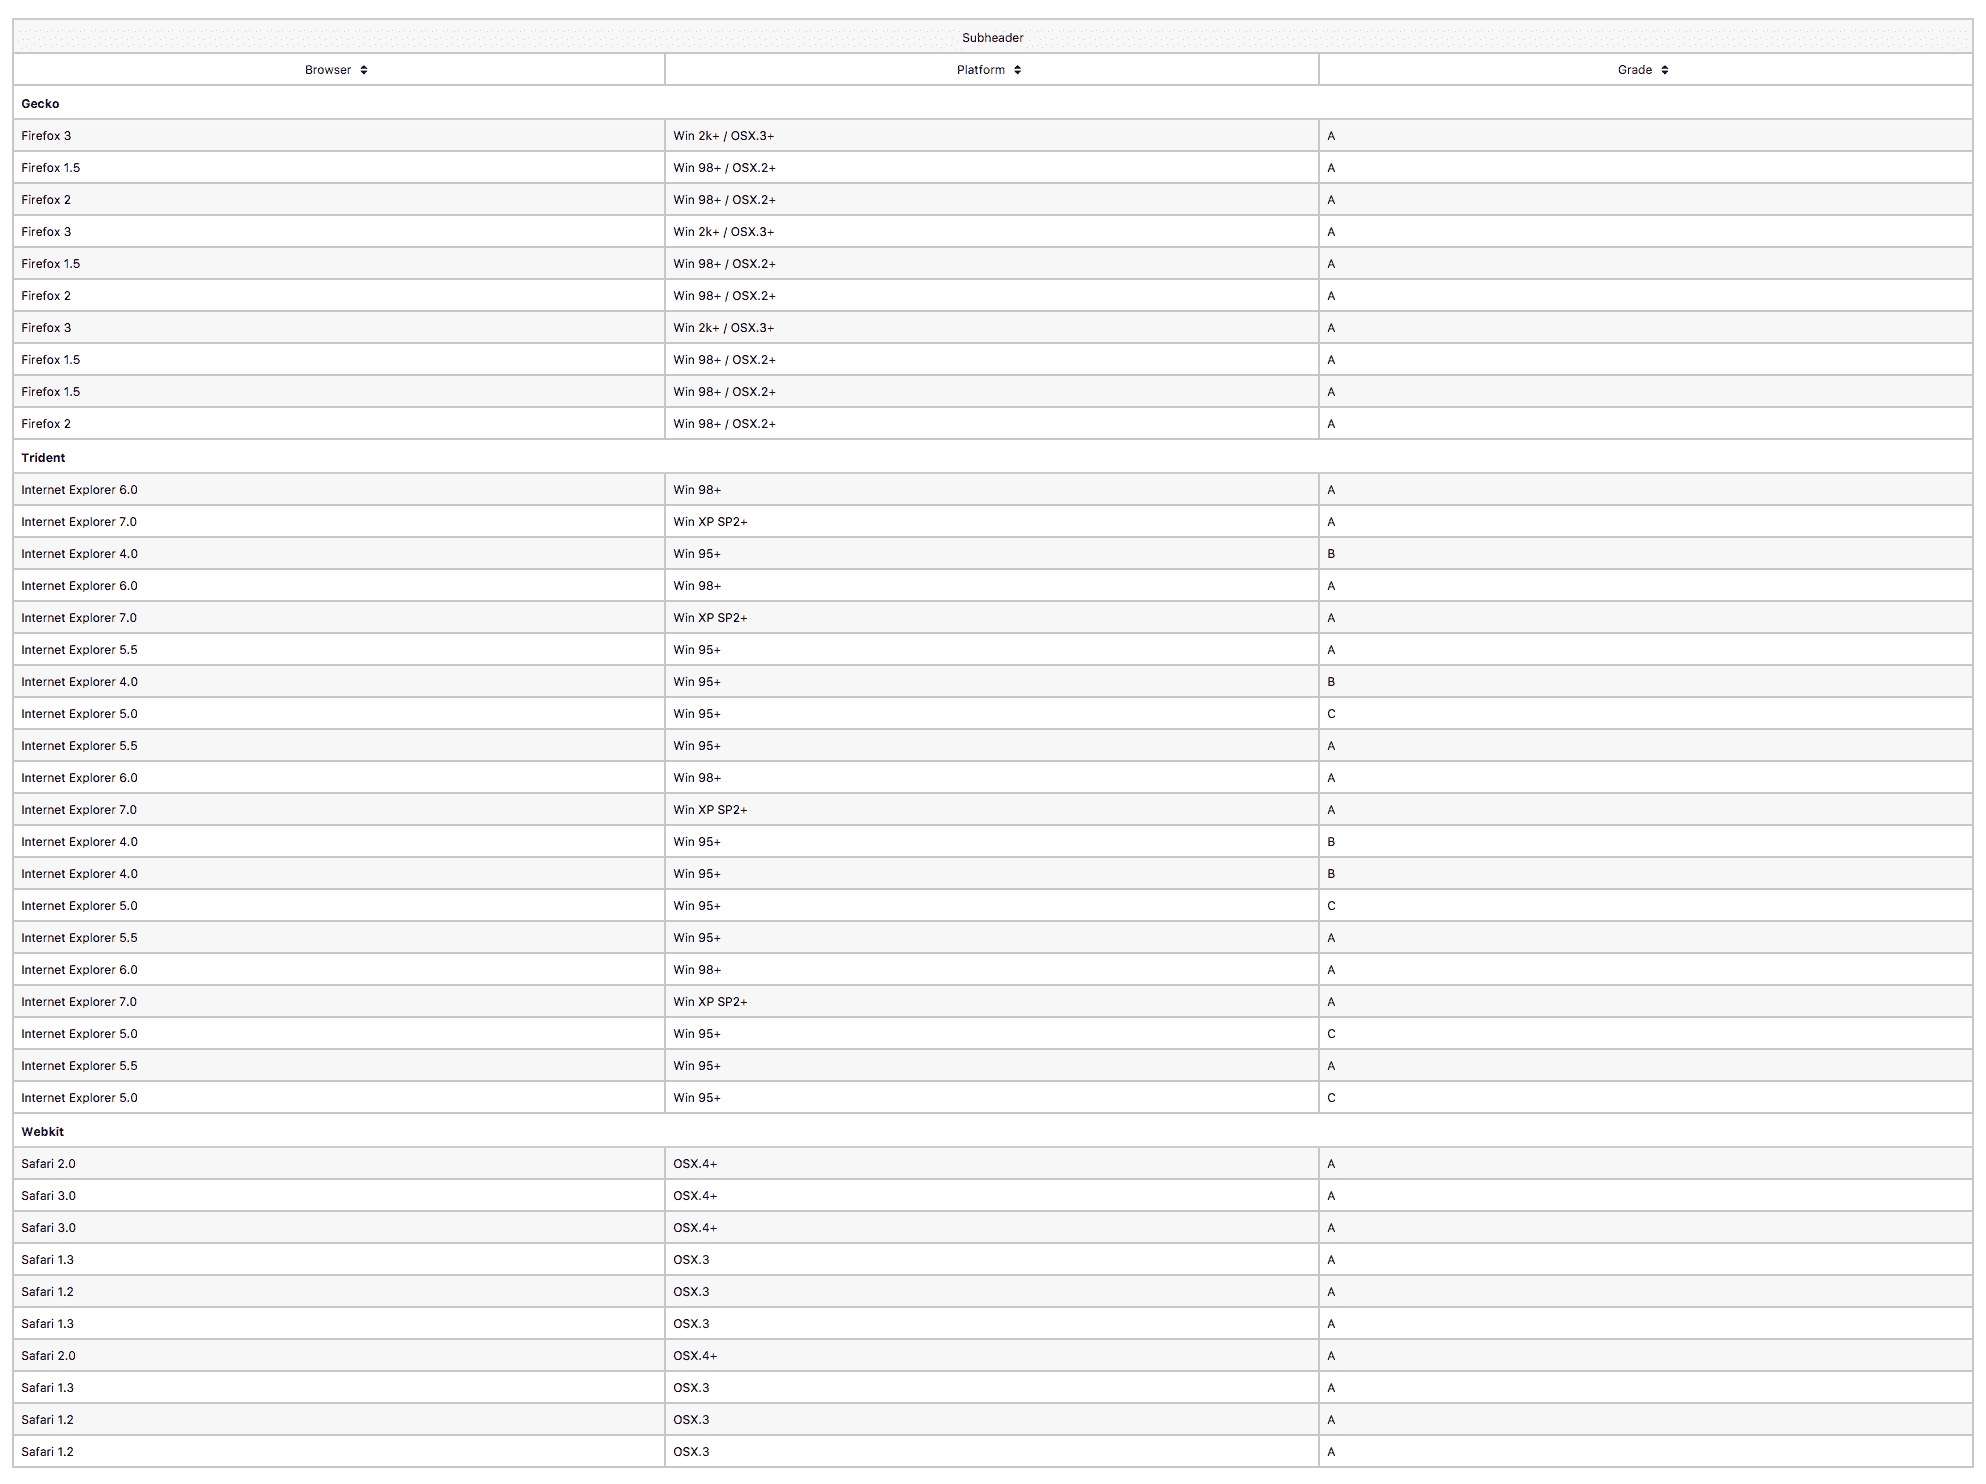 Subheader
Browser Platform Grade
Gecko
Firefox 3 Win 2k+ / OSX.3+ A
Firefox 1.5 Win 98+ / OSX.2+ A
Firefox 2 Win 98+ / OSX.2+ A
Firefox 3 Win 2k+ / OSX.3+ A
Firefox 1.5 Win 98+ / OSX.2+ A
Firefox 2 Win 98+ / OSX.2+ A
Firefox 3 Win 2k+ / OSX.3+ A
Firefox 1.5 Win 98+ / OSX.2+ A
Firefox 1.5 Win 98+ / OSX.2+ A
Firefox 2 Win 98+ / OSX.2+ A
Trident
Internet Explorer 6.0 Win 98+ A
Internet Explorer 7.0 Win XP SP2+ A
Internet Explorer 4.0 Win 95+ B
Internet Explorer 6.0 Win 98+ A
Internet Explorer 7.0 Win XP SP2+ A
Internet Explorer 5.5 Win 95+ A
Internet Explorer 4.0 Win 95+ B
Internet Explorer 5.0 Win 95+ C
Internet Explorer 5.5 Win 95+ A
Internet Explorer 6.0 Win 98+ A
Internet Explorer 7.0 Win XP SP2+ A
Internet Explorer 4.0 Win 95+ B
Internet Explorer 4.0 Win 95+ B
Internet Explorer 5.0 Win 95+ C
Internet Explorer 5.5 Win 95+ A
Internet Explorer 6.0 Win 98+ A
Internet Explorer 7.0 Win XP SP2+ A
Internet Explorer 5.0 Win 95+ C
Internet Explorer 5.5 Win 95+ A
Internet Explorer 5.0 Win 95+ C
Webkit
Safari 2.0 OSX.4+ A
Safari 3.0 OSX.4+ A
Safari 3.0 OSX.4+ A
Safari 1.3 OSX.3 A
Safari 1.2 OSX.3 A
Safari 1.3 OSX.3 A
Safari 2.0 OSX.4+ A
Safari 1.3 OSX.3 A
Safari 1.2 OSX.3 A
Safari 1.2 OSX.3 A